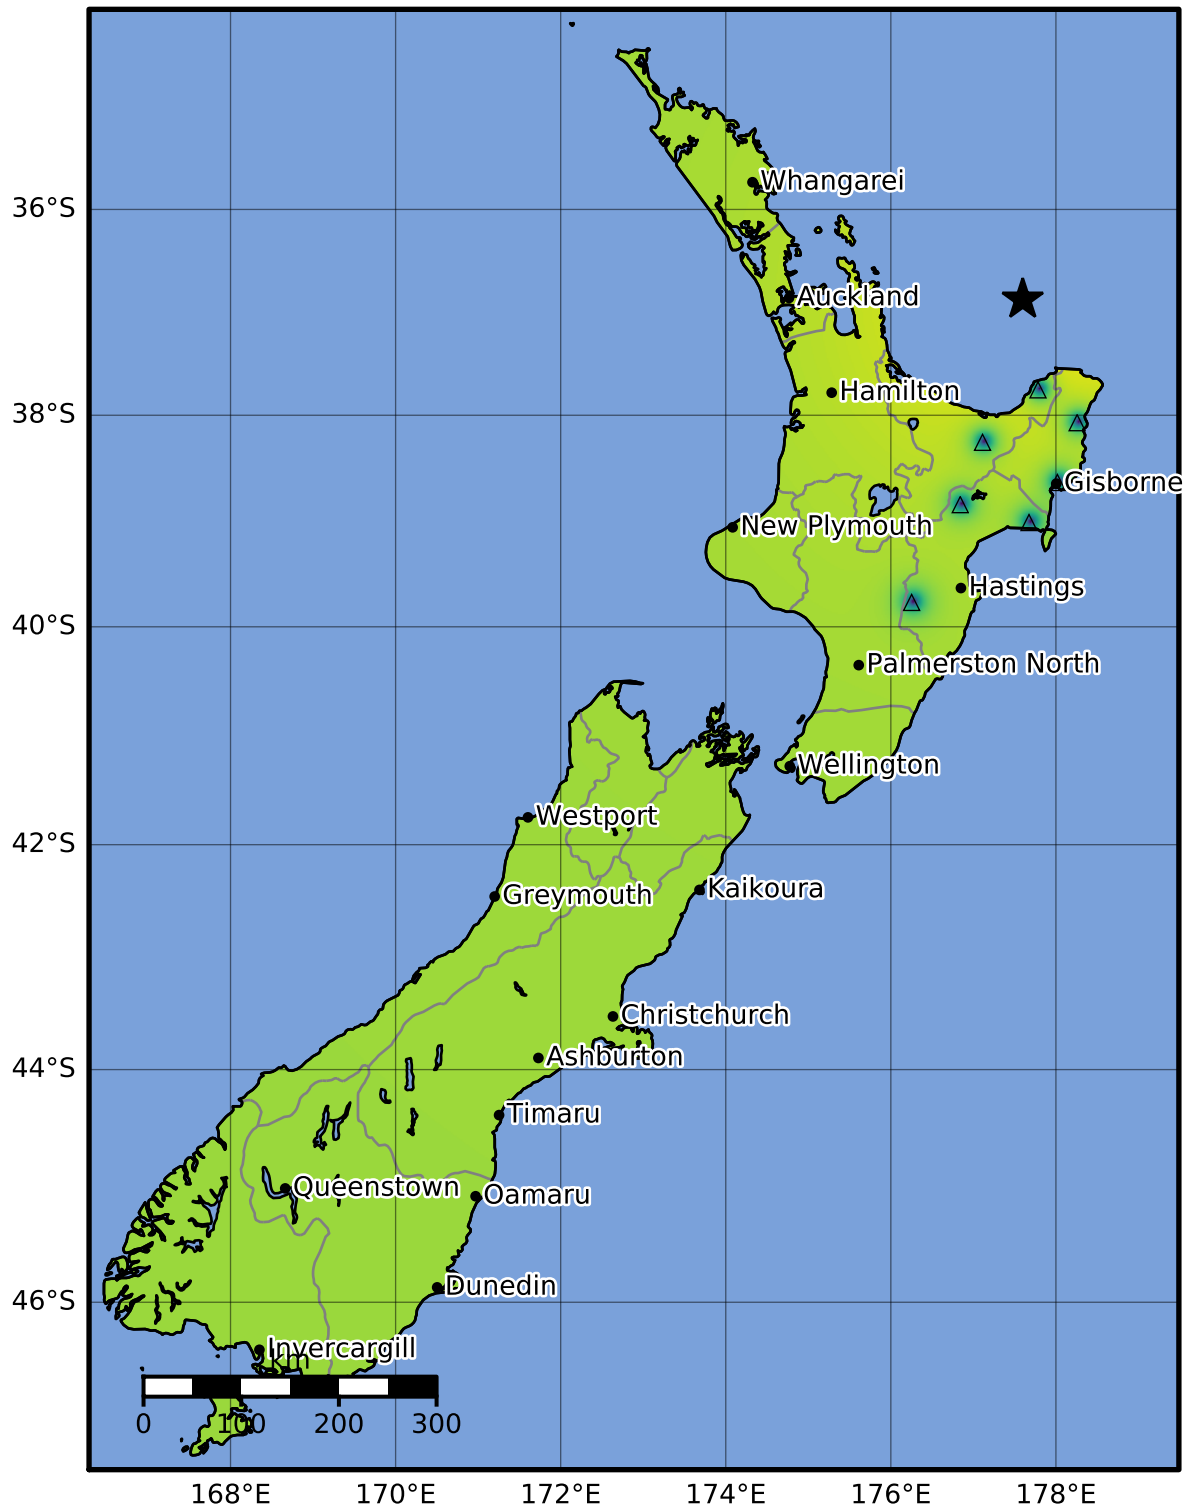 Whangarei
36°S
Auckland
Hamilton
38°S
Gisborne
New Plymouth
Hastings
40°S
Palmerston North
Wellington
Westport
42°S
Kaikoura
Greymouth
Christchurch
Ashburton
44°S
Timaru
Queenstown
Oamaru
Dunedin
46°S
Invercargill
km
0 100 200 300
168°E 170°E 172°E 174°E 176°E 178°E